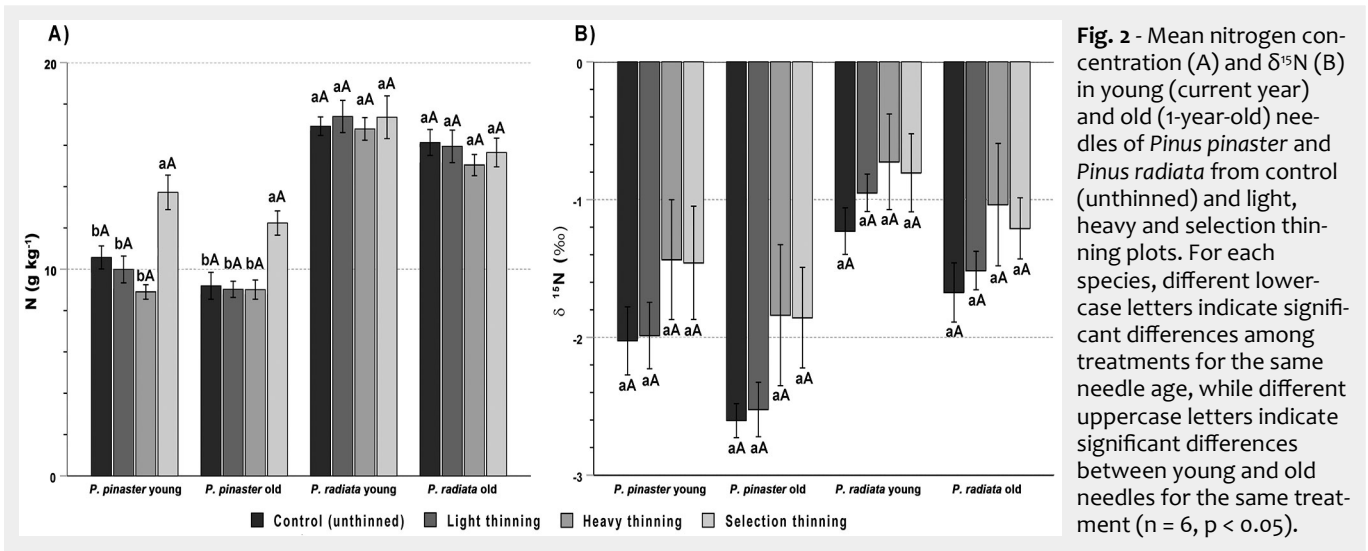 A)
20
10
0
N (g kg⁻¹)
bA bA bA aA
bA bA bA aA
aA aA aA aA
aA aA aA aA
P. pinaster young P. pinaster old P. radiata young P. radiata old
B)
0
-1
-2
-3
δ ¹⁵N (‰)
aA aA aA aA
aA aA aA aA
aA aA aA aA
aA aA aA aA
P. pinaster young P. pinaster old P. radiata young P. radiata old
Control (unthinned) Light thinning Heavy thinning Selection thinning
Fig. 2 - Mean nitrogen con-
centration (A) and δ¹⁵N (B)
in young (current year)
and old (1-year-old) nee-
dles of Pinus pinaster and
Pinus radiata from control
(unthinned) and light,
heavy and selection thin-
ning plots. For each
species, different lower-
case letters indicate signifi-
cant differences among
treatments for the same
needle age, while different
uppercase letters indicate
significant differences
between young and old
needles for the same treat-
ment (n = 6, p < 0.05).